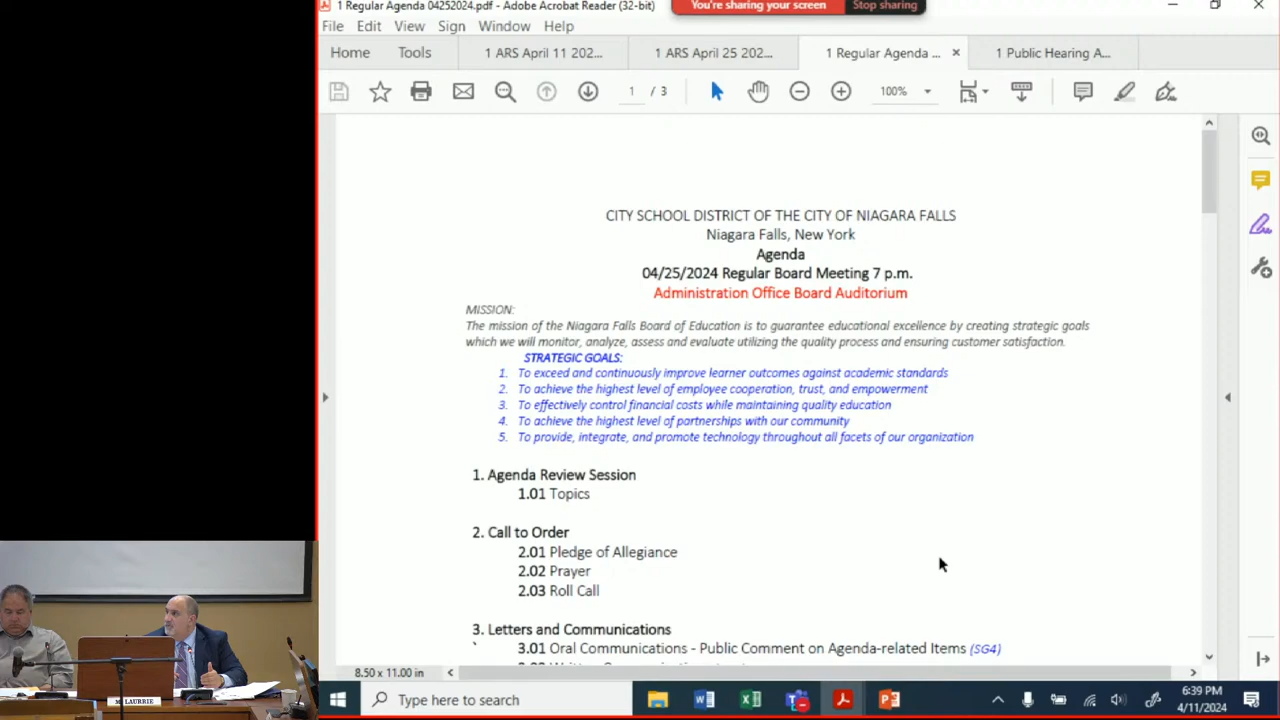 1 Regular Agenda 04252024.pdf - Adobe Acrobat Reader (32-bit)
You're sharing your screen
Stop sharing
File Edit View Sign Window Help
Home Tools 1 ARS April 11 202... 1 ARS April 25 202... 1 Regular Agenda ... × 1 Public Hearing A...
1 / 3
100%
CITY SCHOOL DISTRICT OF THE CITY OF NIAGARA FALLS
Niagara Falls, New York
Agenda
04/25/2024 Regular Board Meeting 7 p.m.
Administration Office Board Auditorium
MISSION:
The mission of the Niagara Falls Board of Education is to guarantee educational excellence by creating strategic goals
which we will monitor, analyze, assess and evaluate utilizing the quality process and ensuring customer satisfaction.
STRATEGIC GOALS:
1. To exceed and continuously improve learner outcomes against academic standards
2. To achieve the highest level of employee cooperation, trust, and empowerment
3. To effectively control financial costs while maintaining quality education
4. To achieve the highest level of partnerships with our community
5. To provide, integrate, and promote technology throughout all facets of our organization
1. Agenda Review Session
1.01 Topics
2. Call to Order
2.01 Pledge of Allegiance
2.02 Prayer
2.03 Roll Call
3. Letters and Communications
` 3.01 Oral Communications - Public Comment on Agenda-related Items (SG4)
8.50 x 11.00 in
M. LAURRIE
Type here to search
6:39 PM
4/11/2024